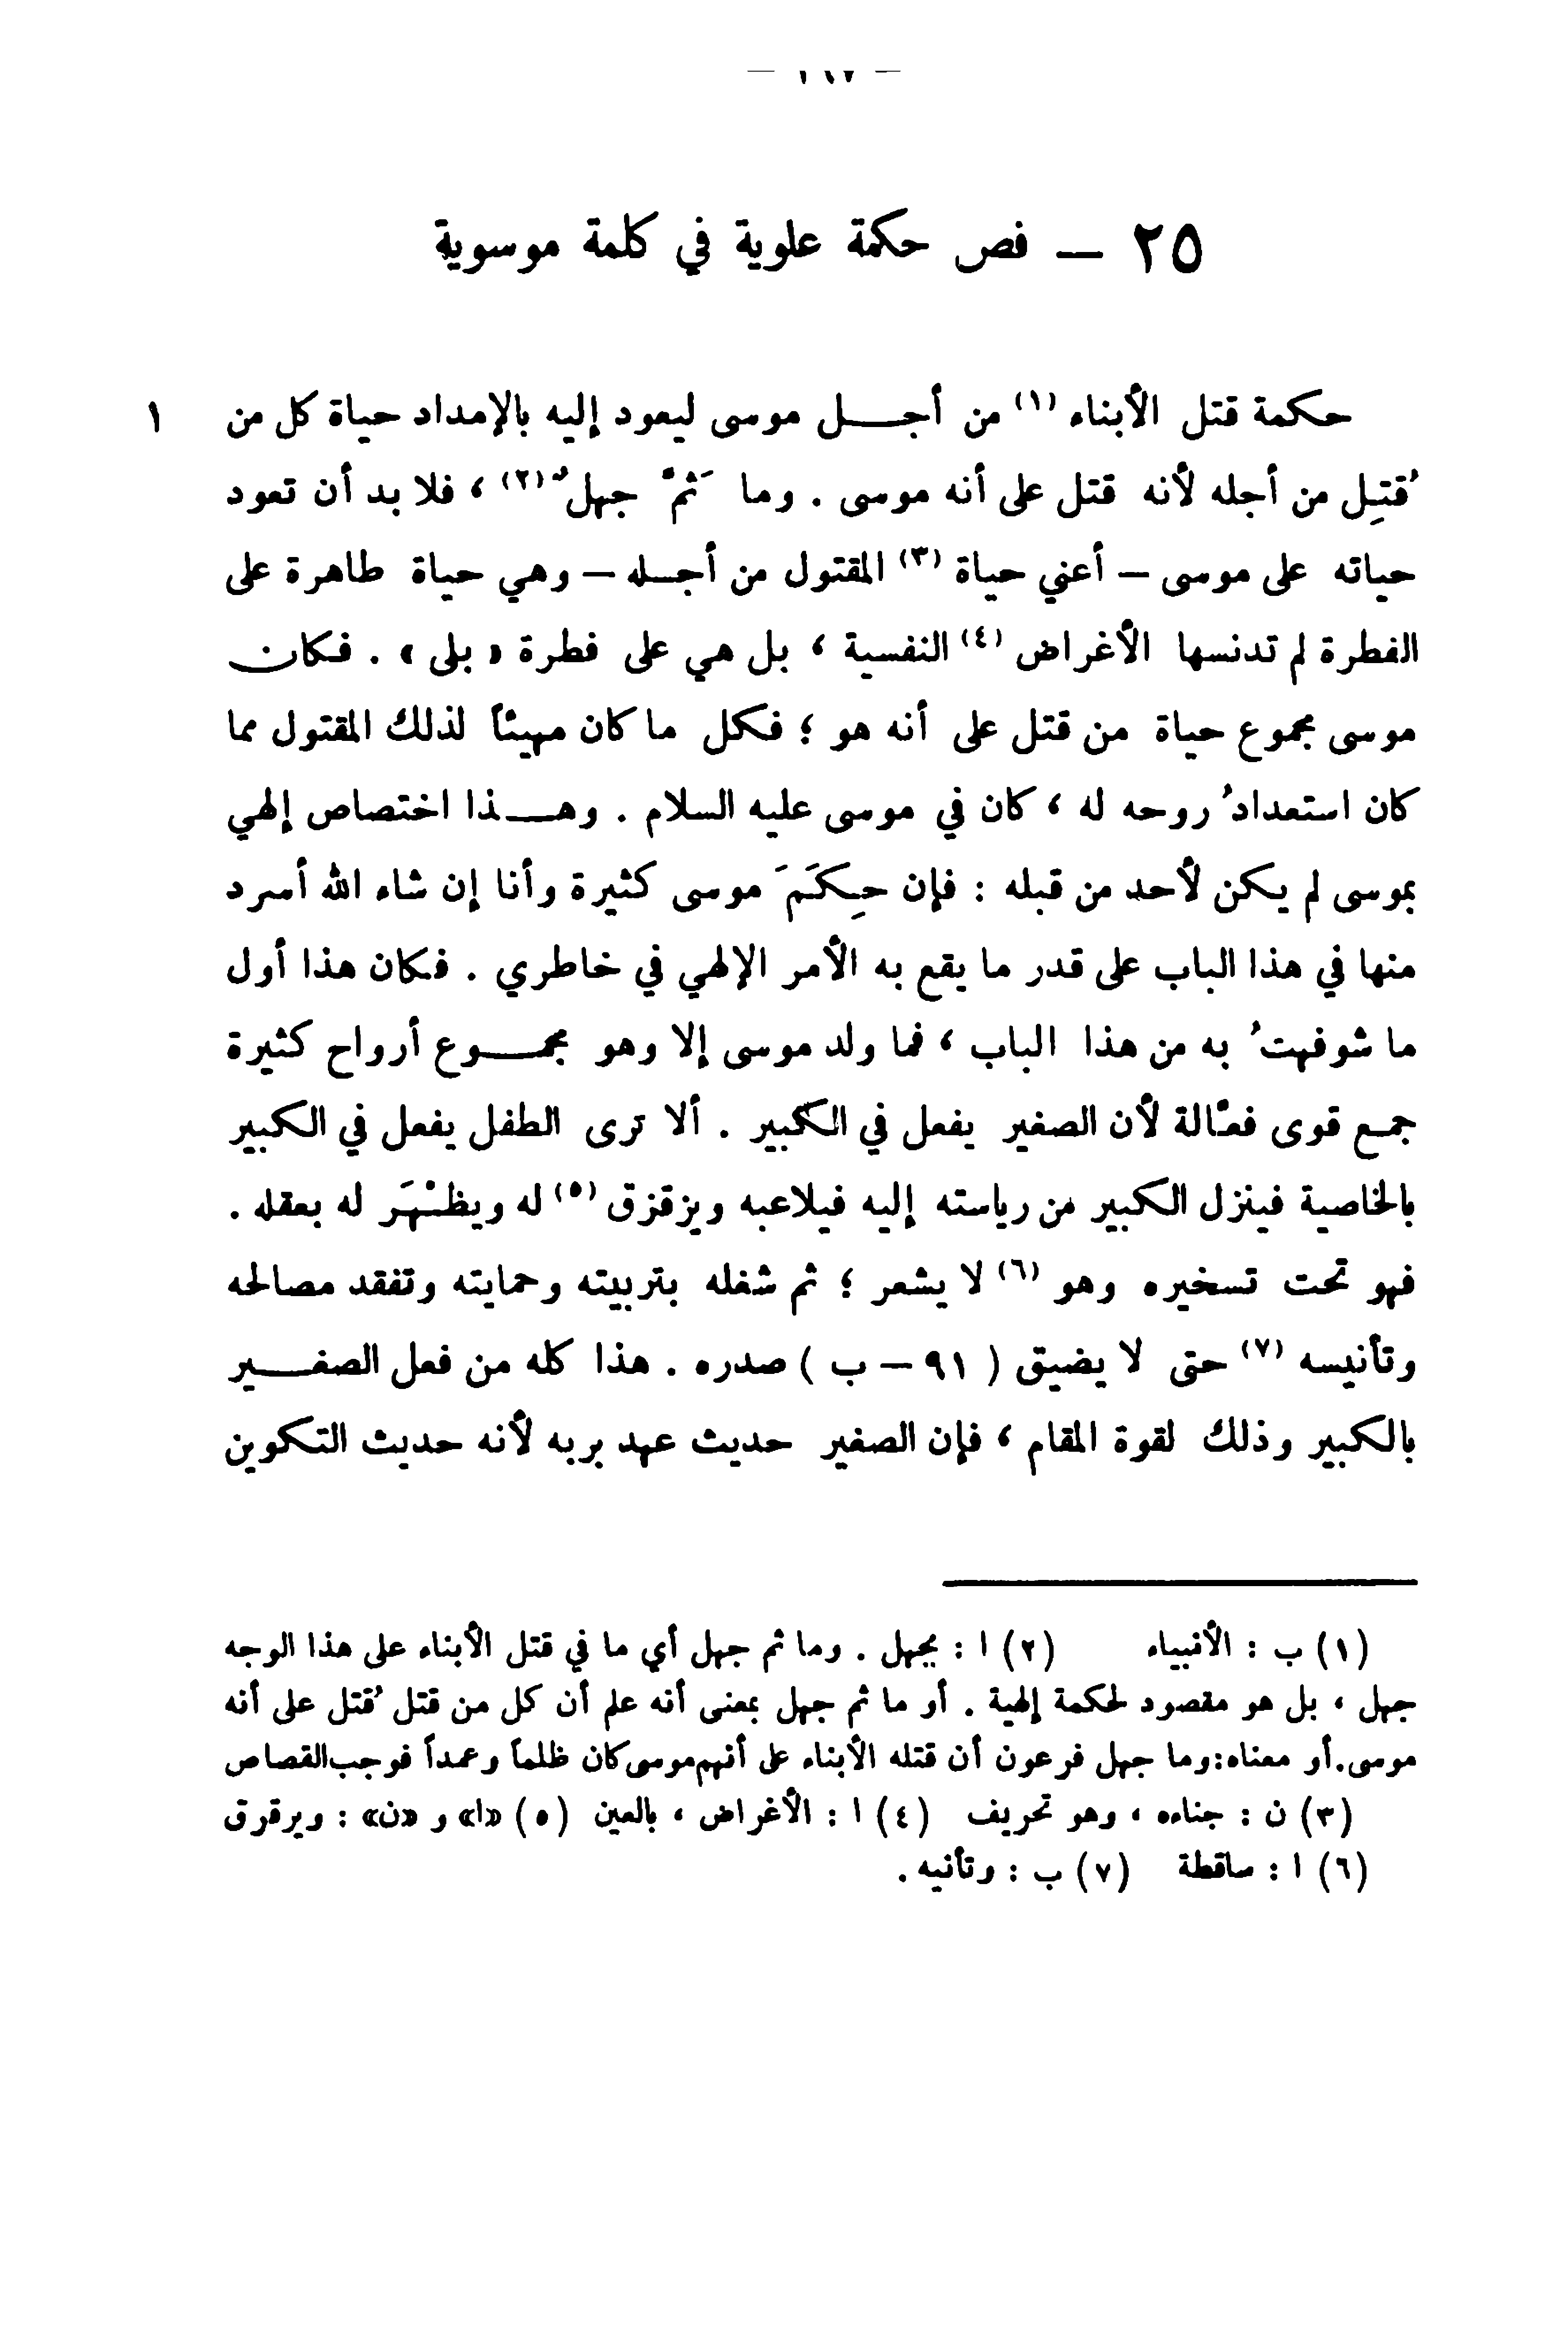 — ١٩٧ —
٢٥ — فص حكمة علوية في كلمة موسوية
حكمة قتل الأبناء (١) من أجل موسى ليعود إليه بالإمداد حياة كل من ١
قُتِل من أجله لأنه قتل على أنه موسى . وما ثَمَّ جهلٌ (٢) ، فلا بد أن تعود
حياته على موسى — أعني حياة (٣) المقتول من أجله — وهي حياة طاهرة على
الفطرة لم تدنسها الأغراض (٤) النفسية ، بل هي على فطرة « بلى » . فكان
موسى مجموع حياة من قتل على أنه هو ؛ فكل ما كان مهيئاً لذلك المقتول مما
كان استعدادُ روحه له ، كان في موسى عليه السلام . وهذا اختصاص إلهي
بموسى لم يكن لأحد من قبله : فإن حِكَمَ موسى كثيرة وأنا إن شاء الله أسرد
منها في هذا الباب على قدر ما يقع به الأمر الإلهي في خاطري . فكان هذا أول
ما شوفهتُ به من هذا الباب ، فما ولد موسى إلا وهو مجموع أرواح كثيرة
جمع قوى فعَّالة لأن الصغير يفعل في الكبير . ألا ترى الطفل يفعل في الكبير
بالخاصية فينزل الكبير من رياسته إليه فيلاعبه ويزقزق (٥) له ويظْهَر له بعقله .
فهو تحت تسخيره وهو (٦) لا يشعر ؛ ثم شغله بتربيته وحمايته وتفقد مصالحه
وتأنيسه (٧) حتى لا يضيق ( ٩١ — ب ) صدره . هذا كله من فعل الصغير
بالكبير وذلك لقوة المقام ، فإن الصغير حديث عهد بربه لأنه حديث التكوين
(١) ب : الأنبياء (٢) ا : يجهل . وما ثم جهل أي ما في قتل الأبناء على هذا الوجه
جهل ، بل هو مقصود لحكمة إلهية . أو ما ثم جهل بمعنى أنه علم أن كل من قتل قُتل على أنه
موسى.أو معناه:وما جهل فرعون أن قتله الأبناء على أنهم موسى كان ظلماً وعمداً فوجب القصاص
(٣) ن : جناءه ، وهو تحريف (٤) ا : الأغراض ، بالعين (٥) «ا» و «ن» : ويرقرق
(٦) ا : ساقطة (٧) ب : وتأنيه .